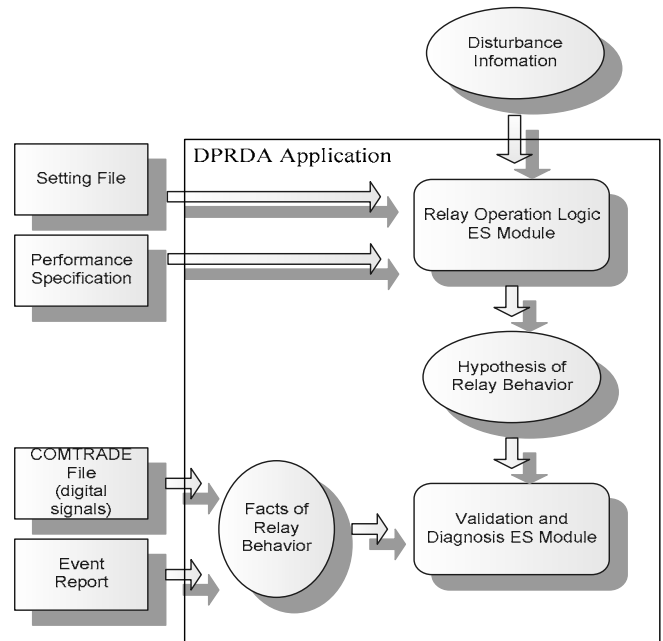 Disturbance
Infomation
DPRDA Application
Setting File
Relay Operation Logic
ES Module
Performance
Specification
Hypothesis of
Relay Behavior
COMTRADE
File
(digital
signals)
Facts of
Relay
Behavior
Validation and
Diagnosis ES Module
Event
Report